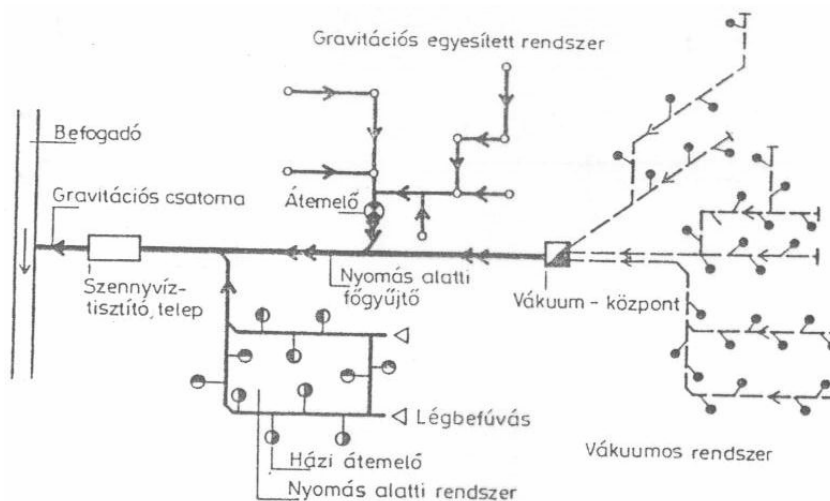 Gravitációs egyesített rendszer
Befogadó
Gravitációs csatorna
Átemelő
Szennyvíz-
tisztító, telep
Nyomás alatti
főgyűjtő
Vákuum - központ
Légbefúvás
Házi átemelő
Nyomás alatti rendszer
Vákuumos rendszer